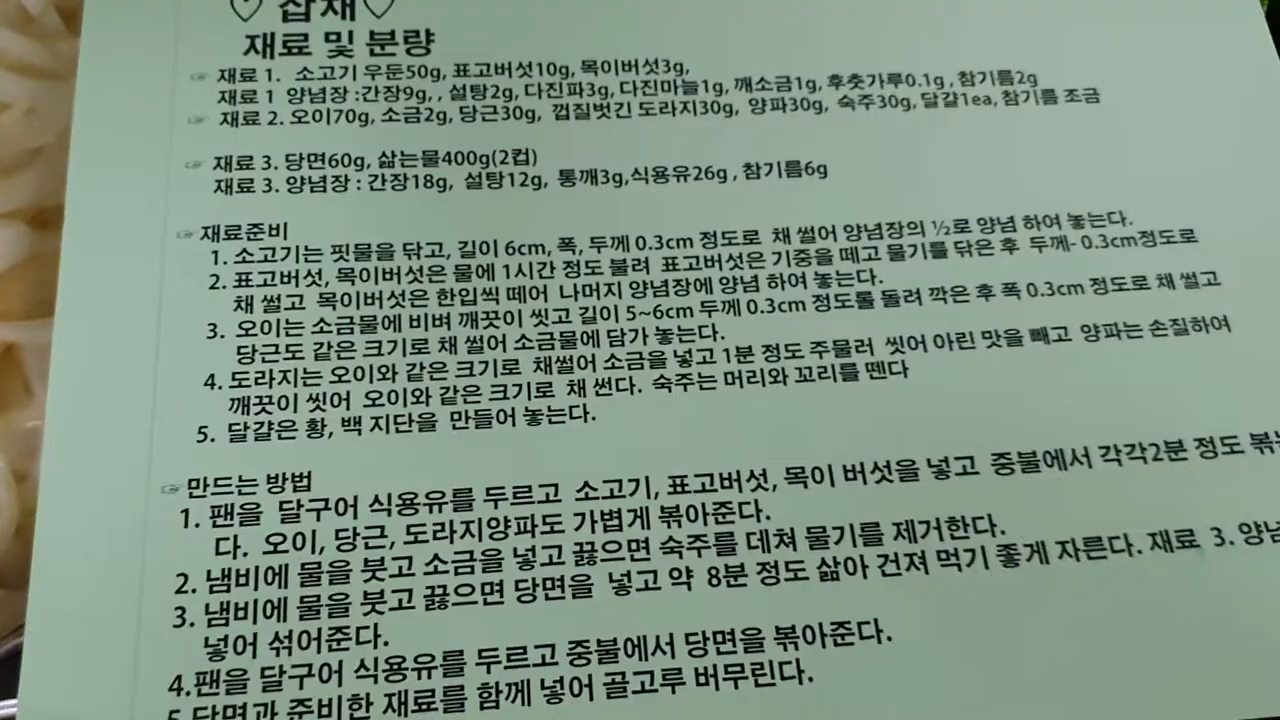 ♡ 잡채♡
재료 및 분량
☞ 재료 1. 소고기 우둔50g, 표고버섯10g, 목이버섯3g,
재료 1 양념장 :간장9g, , 설탕2g, 다진파3g, 다진마늘1g, 깨소금1g, 후춧가루0.1g , 참기름2g
☞ 재료 2. 오이70g, 소금2g, 당근30g, 껍질벗긴 도라지30g, 양파30g, 숙주30g, 달걀1ea, 참기름 조금
☞ 재료 3. 당면60g, 삶는물400g(2컵)
재료 3. 양념장 : 간장18g, 설탕12g, 통깨3g,식용유26g , 참기름6g
☞ 재료준비
1. 소고기는 핏물을 닦고, 길이 6cm, 폭, 두께 0.3cm 정도로 채 썰어 양념장의 ½로 양념 하여 놓는다.
2. 표고버섯, 목이버섯은 물에 1시간 정도 불려 표고버섯은 기중을 떼고 물기를 닦은 후 두께- 0.3cm정도로
채 썰고 목이버섯은 한입씩 떼어 나머지 양념장에 양념 하여 놓는다.
3. 오이는 소금물에 비벼 깨끗이 씻고 길이 5~6cm 두께 0.3cm 정도롤 돌려 깍은 후 폭 0.3cm 정도로 채 썰고
당근도 같은 크기로 채 썰어 소금물에 담가 놓는다.
4. 도라지는 오이와 같은 크기로 채썰어 소금을 넣고 1분 정도 주물러 씻어 아린 맛을 빼고 양파는 손질하여
깨끗이 씻어 오이와 같은 크기로 채 썬다. 숙주는 머리와 꼬리를 뗀다
5. 달걀은 황, 백 지단을 만들어 놓는다.
☞ 만드는 방법
1. 팬을 달구어 식용유를 두르고 소고기, 표고버섯, 목이 버섯을 넣고 중불에서 각각2분 정도 볶는
다. 오이, 당근, 도라지양파도 가볍게 볶아준다.
2. 냄비에 물을 붓고 소금을 넣고 끓으면 숙주를 데쳐 물기를 제거한다.
3. 냄비에 물을 붓고 끓으면 당면을 넣고 약 8분 정도 삶아 건져 먹기 좋게 자른다. 재료 3. 양념
넣어 섞어준다.
4.팬을 달구어 식용유를 두르고 중불에서 당면을 볶아준다.
5.당면과 준비한 재료를 함께 넣어 골고루 버무린다.